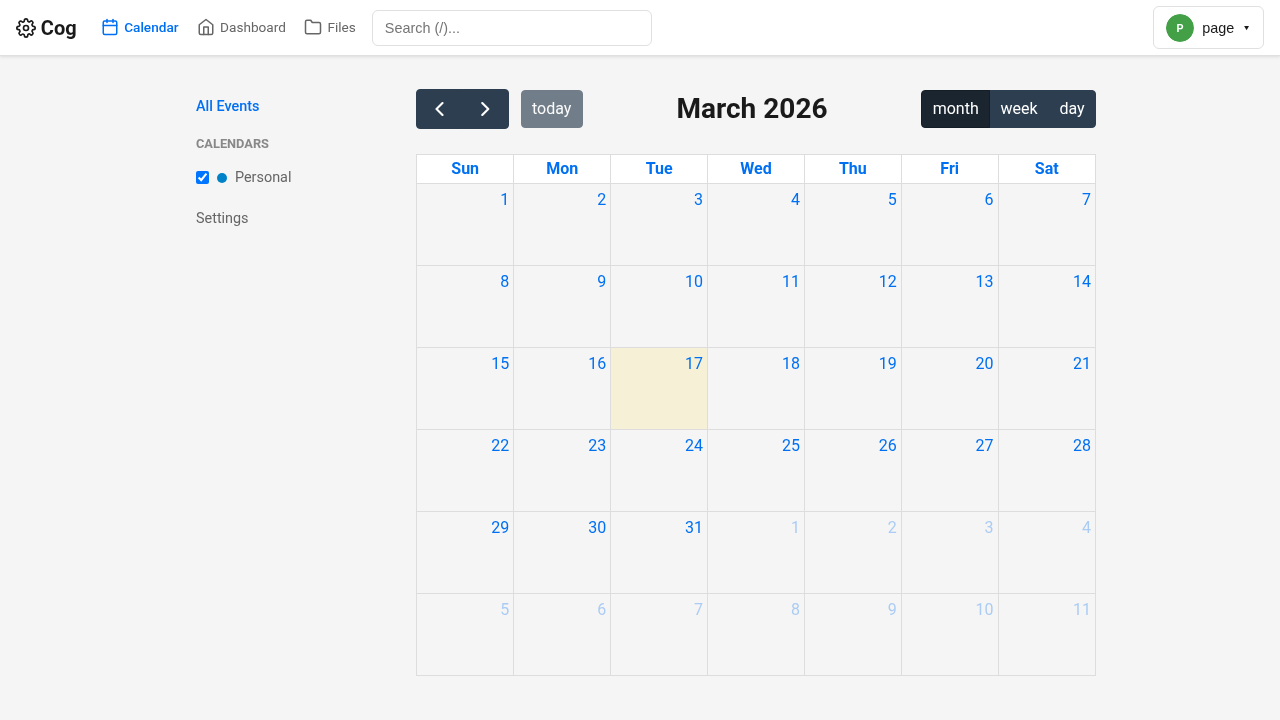 Cog Calendar Dashboard Files Search (/)... P page
All Events
CALENDARS
Personal
Settings
today March 2026 month week day
Sun Mon Tue Wed Thu Fri Sat
1 2 3 4 5 6 7
8 9 10 11 12 13 14
15 16 17 18 19 20 21
22 23 24 25 26 27 28
29 30 31 1 2 3 4
5 6 7 8 9 10 11